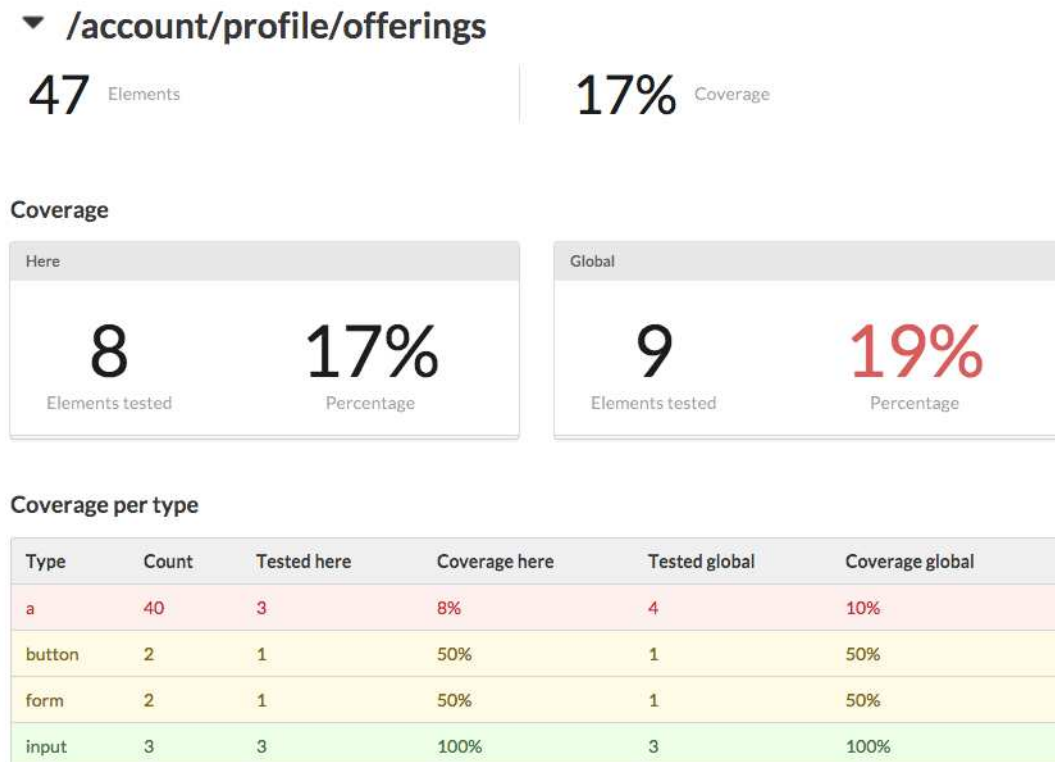 /account/profile/offerings
47 Elements 17% Coverage
Coverage
Here Global
8 17% 9 19%
Elements tested Percentage Elements tested Percentage
Coverage per type
Type Count Tested here Coverage here Tested global Coverage global
a 40 3 8% 4 10%
button 2 1 50% 1 50%
form 2 1 50% 1 50%
input 3 3 100% 3 100%